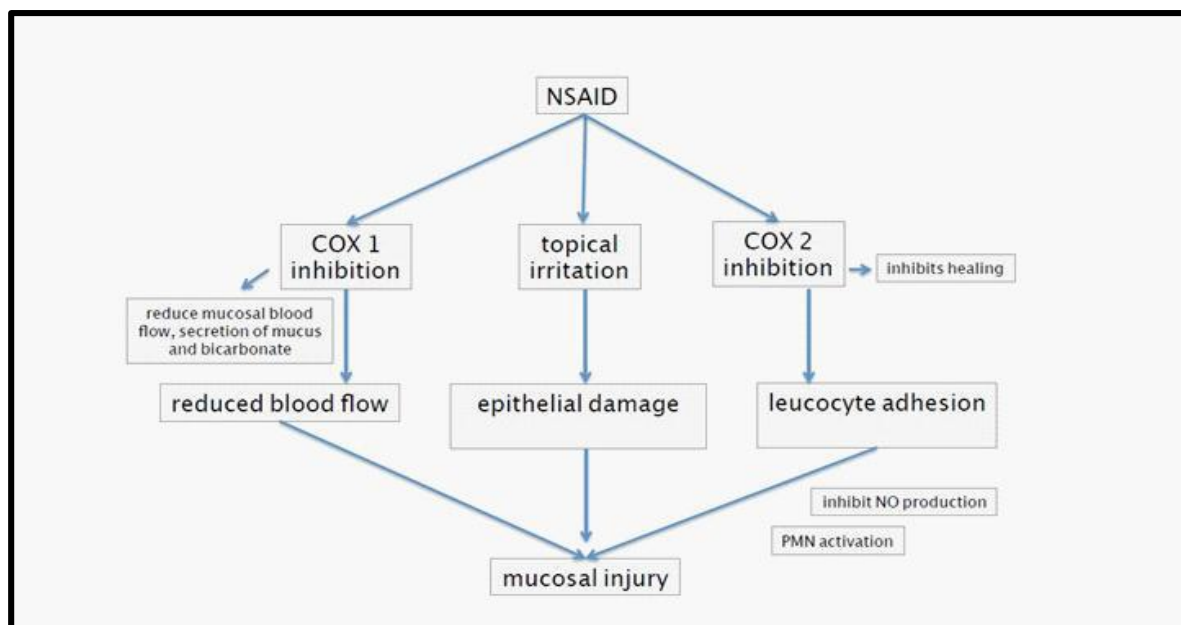 NSAID
COX 1
inhibition
topical
irritation
COX 2
inhibition
inhibits healing
reduce mucosal blood
flow, secretion of mucus
and bicarbonate
reduced blood flow
epithelial damage
leucocyte adhesion
inhibit NO production
PMN activation
mucosal injury